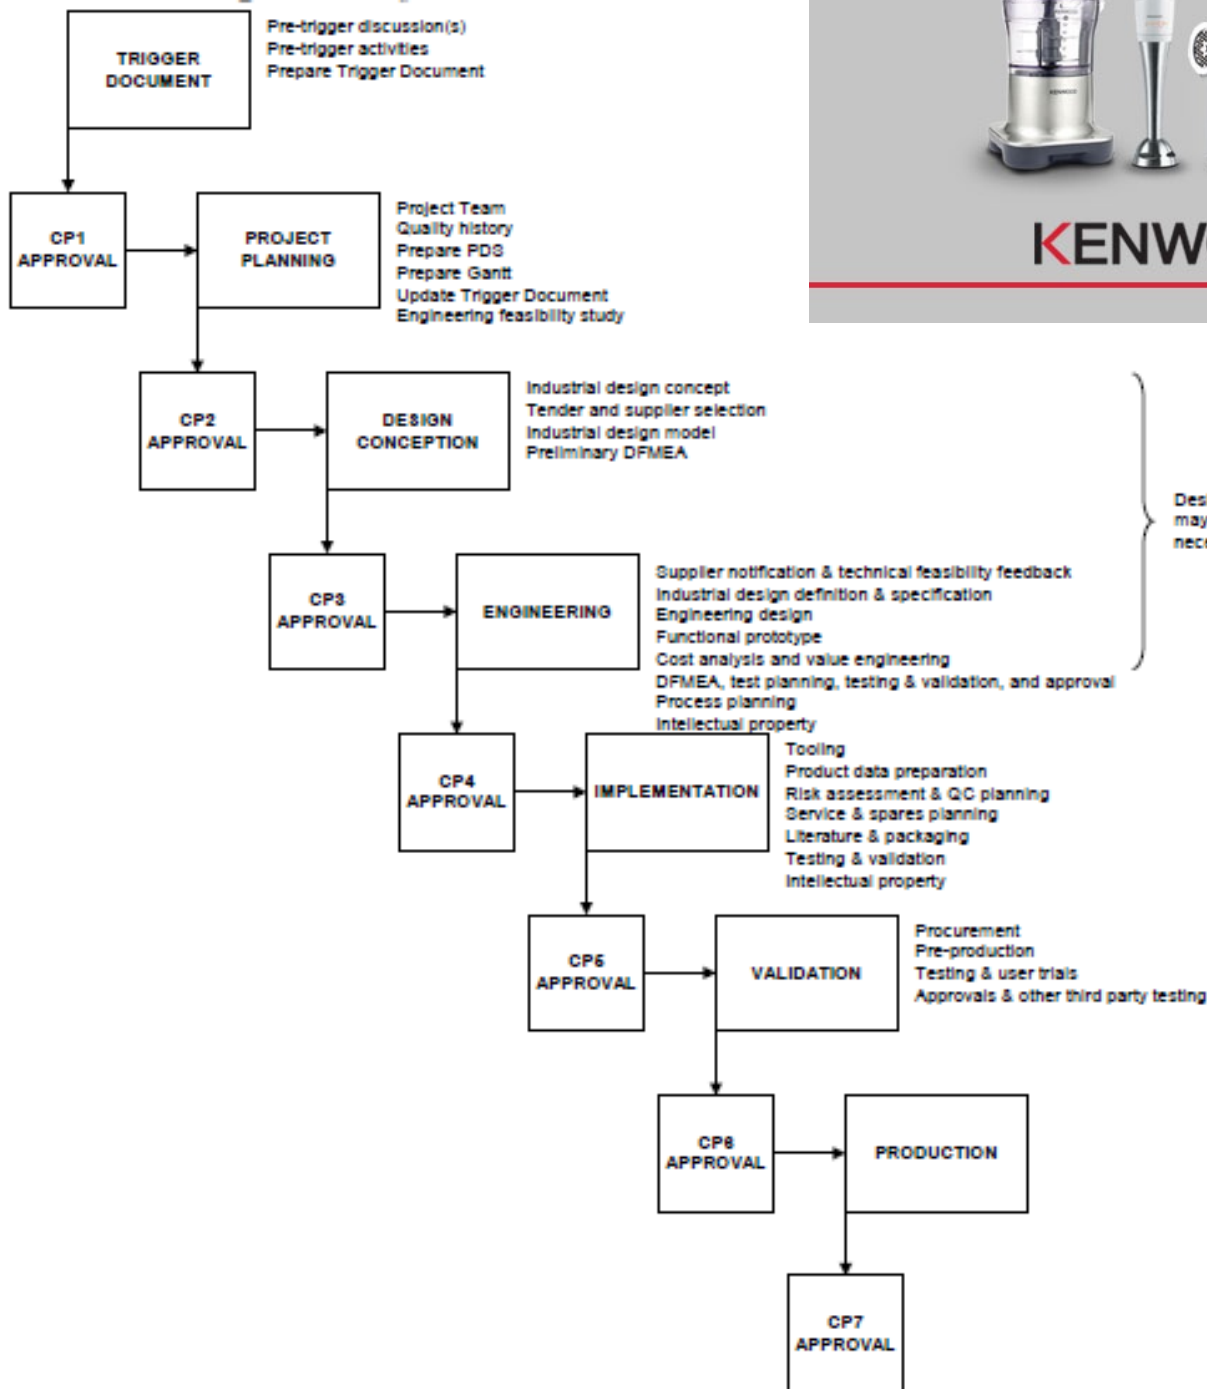 TRIGGER
DOCUMENT
Pre-trigger discussion(s)
Pre-trigger activities
Prepare Trigger Document
KENWOOD
KENW
CP1
APPROVAL
PROJECT
PLANNING
Project Team
Quality history
Prepare PDS
Prepare Gantt
Update Trigger Document
Engineering feasibility study
CP2
APPROVAL
DESIGN
CONCEPTION
Industrial design concept
Tender and supplier selection
Industrial design model
Preliminary DFMEA
Des
may
nece
CP3
APPROVAL
ENGINEERING
Supplier notification & technical feasibility feedback
Industrial design definition & specification
Engineering design
Functional prototype
Cost analysis and value engineering
DFMEA, test planning, testing & validation, and approval
Process planning
Intellectual property
CP4
APPROVAL
IMPLEMENTATION
Tooling
Product data preparation
Risk assessment & QC planning
Service & spares planning
Literature & packaging
Testing & validation
Intellectual property
CP5
APPROVAL
VALIDATION
Procurement
Pre-production
Testing & user trials
Approvals & other third party testing
CP6
APPROVAL
PRODUCTION
CP7
APPROVAL